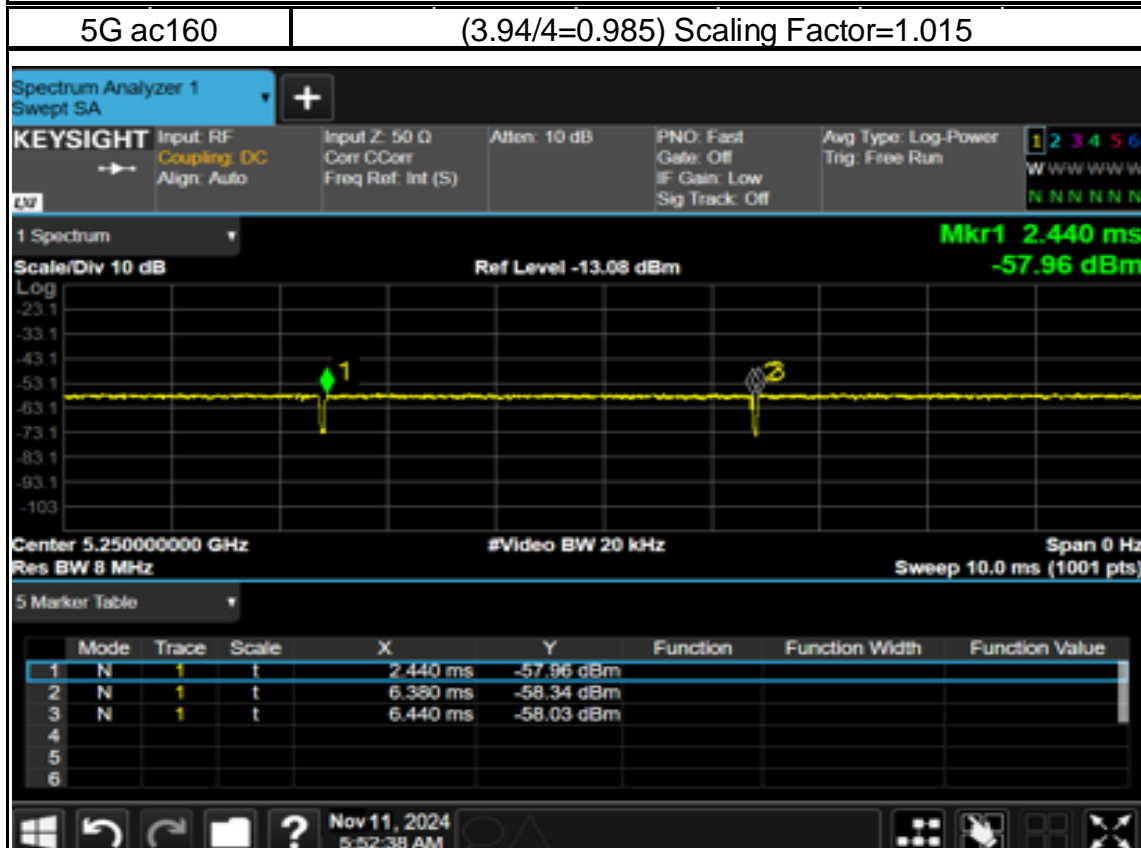 5G ac160 (3.94/4=0.985) Scaling Factor=1.015
Spectrum Analyzer 1
Swept SA
+
KEYSIGHT Input: RF Input Z: 50 Ω Atten: 10 dB PNO: Fast Avg Type: Log-Power 1 2 3 4 5 6
Coupling: DC Corr CCorr Gate: Off Trig: Free Run W W W W W W
Align: Auto Freq Ref: Int (S) IF Gain: Low
LXI Sig Track: Off N N N N N N
1 Spectrum Mkr1 2.440 ms
Scale/Div 10 dB Ref Level -13.08 dBm -57.96 dBm
Log
-23.1
-33.1
-43.1
1 2 3
-53.1
-63.1
-73.1
-83.1
-93.1
-103
Center 5.250000000 GHz #Video BW 20 kHz Span 0 Hz
Res BW 8 MHz Sweep 10.0 ms (1001 pts)
5 Marker Table
Mode Trace Scale X Y Function Function Width Function Value
1 N 1 t 2.440 ms -57.96 dBm
2 N 1 t 6.380 ms -58.34 dBm
3 N 1 t 6.440 ms -58.03 dBm
4
5
6
? Nov 11, 2024
5:52:38 AM